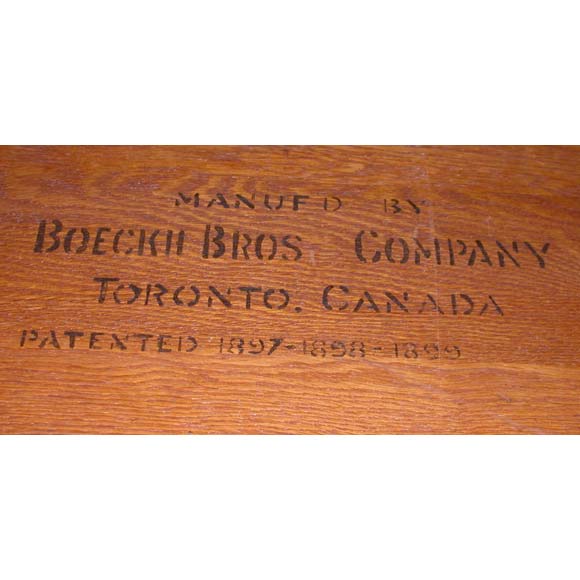 MANUF'D BY
BOECKH BROS. COMPANY
TORONTO, CANADA
PATENTED 1897-1898-1899